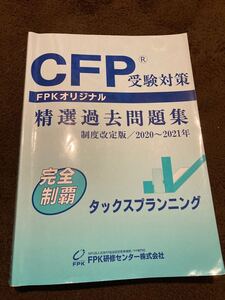 CFP® 受験対策
FPKオリジナル
精選過去問題集
制度改定版/2020~2021年
完全
制覇
タックスプランニング
FPK
FPK研修センター株式会社